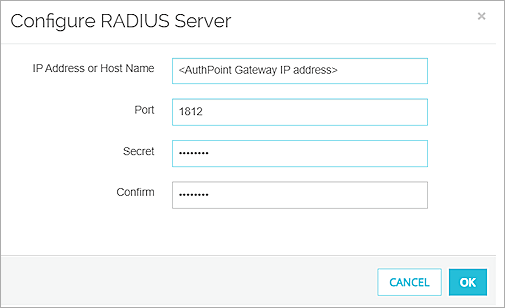 Configure RADIUS Server ×
IP Address or Host Name <AuthPoint Gateway IP address>
Port 1812
Secret ••••••••
Confirm ••••••••
CANCEL OK